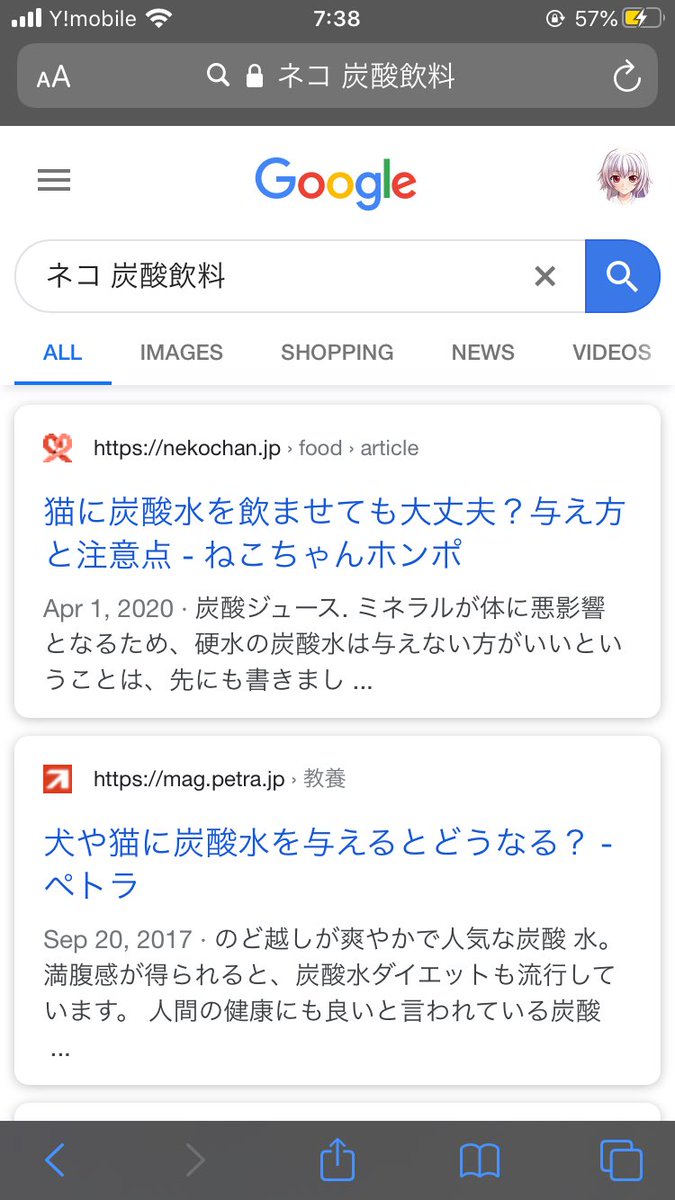 Y!mobile 7:38 57%
AA ネコ 炭酸飲料
Google
ネコ 炭酸飲料
ALL IMAGES SHOPPING NEWS VIDEOS
https://nekochan.jp › food › article
猫に炭酸水を飲ませても大丈夫？与え方
と注意点 - ねこちゃんホンポ
Apr 1, 2020 · 炭酸ジュース. ミネラルが体に悪影響
となるため、硬水の炭酸水は与えない方がいいとい
うことは、先にも書きまし ...
https://mag.petra.jp › 教養
犬や猫に炭酸水を与えるとどうなる？ -
ペトラ
Sep 20, 2017 · のど越しが爽やかで人気な炭酸 水。
満腹感が得られると、炭酸水ダイエットも流行して
います。 人間の健康にも良いと言われている炭酸
...